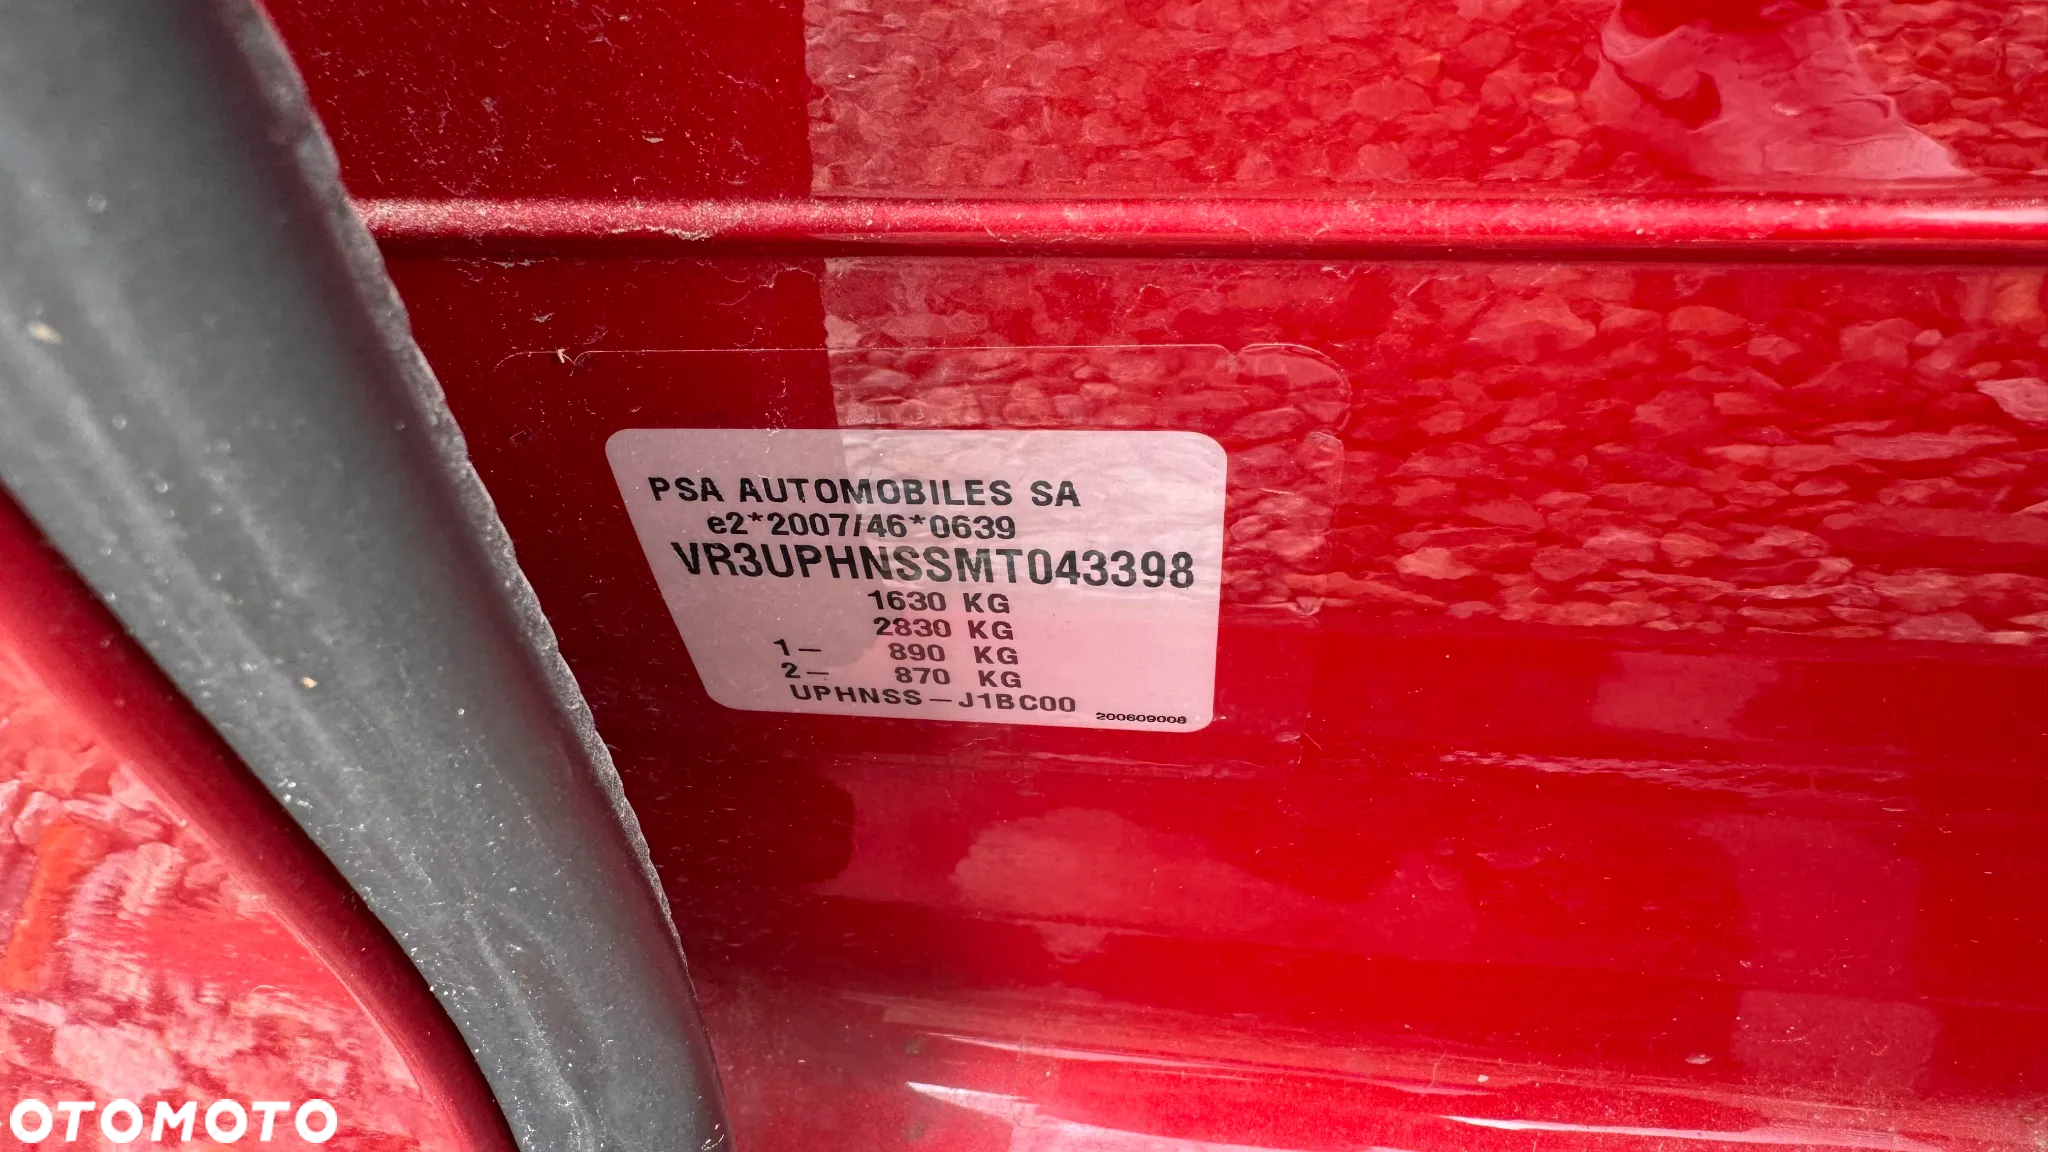 PSA AUTOMOBILES SA
e2*2007/46*0639
VR3UPHNSSMT043398
1630 KG
2830 KG
1– 890 KG
2– 870 KG
UPHNSS–J1BC00
200609008
OTOMOTO